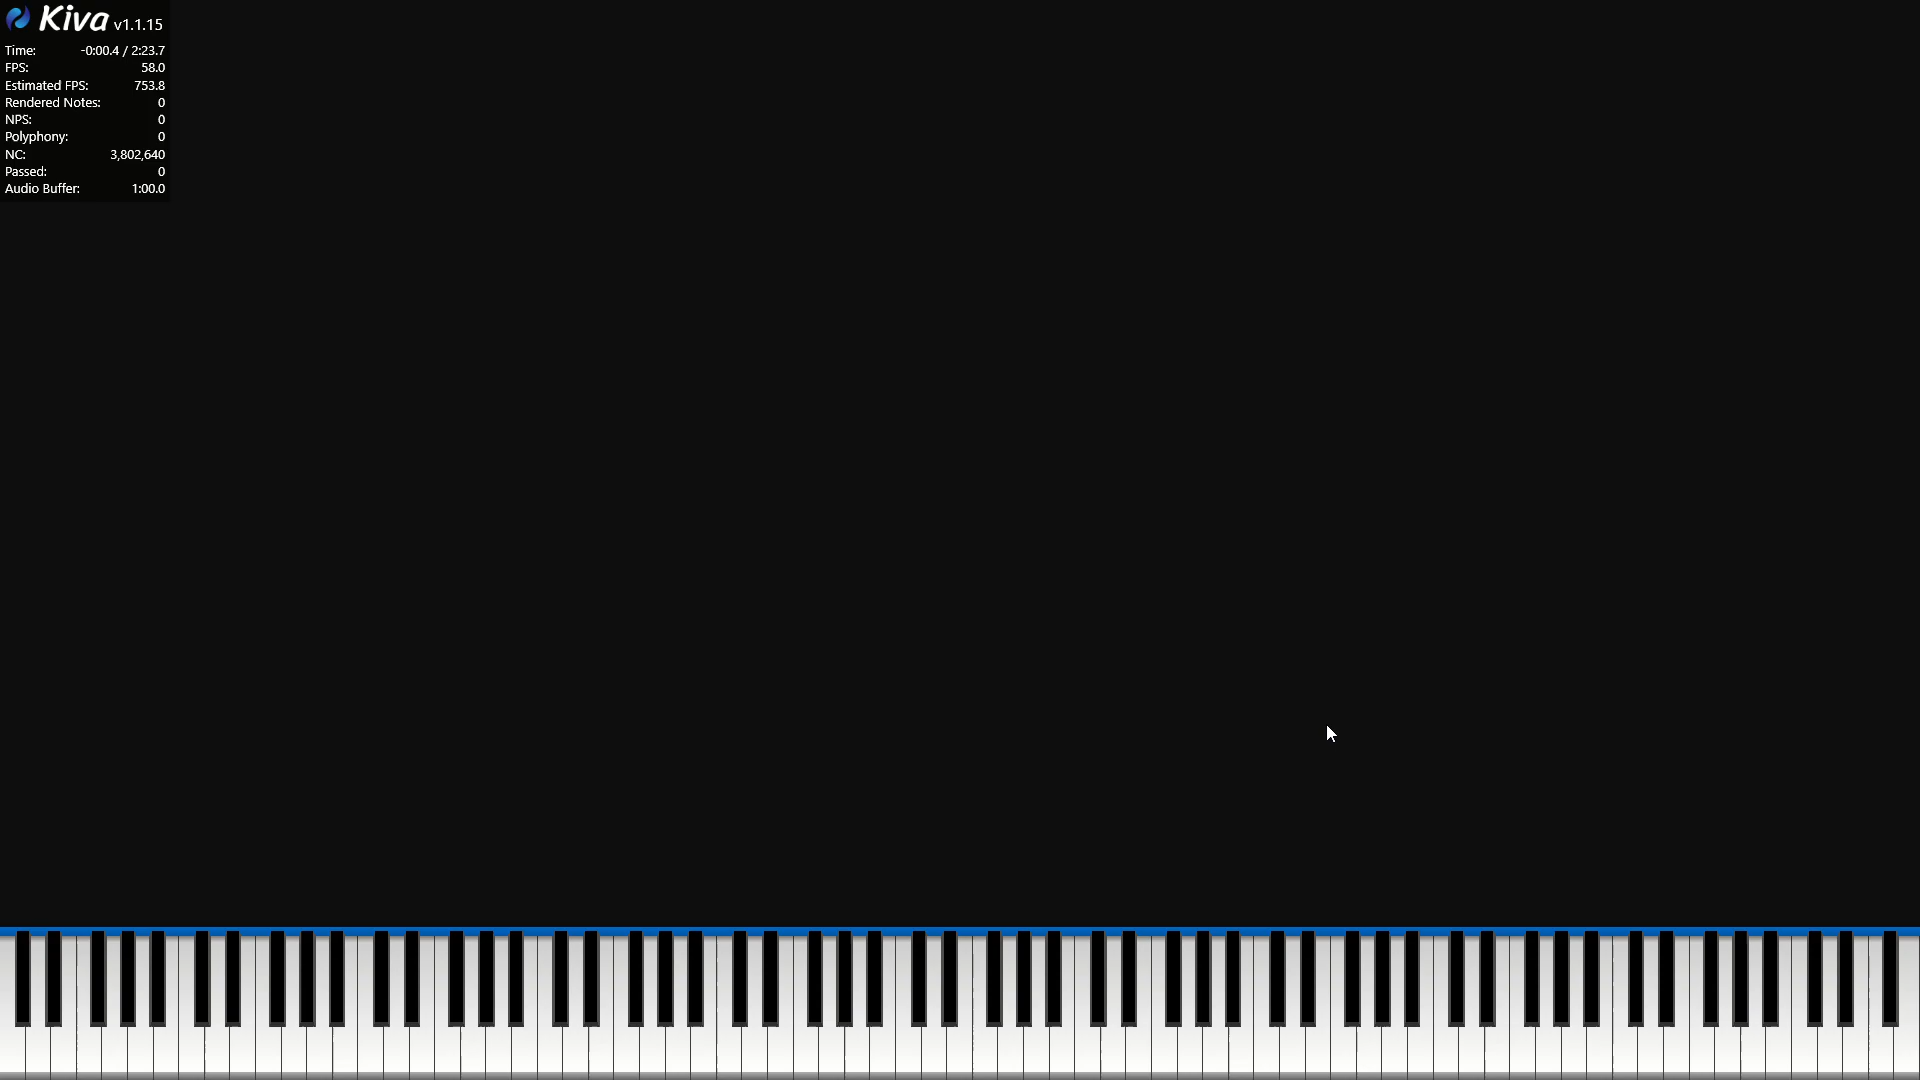 Kiva v1.1.15
Time: -0:00.4 / 2:23.7
FPS: 58.0
Estimated FPS: 753.8
Rendered Notes: 0
NPS: 0
Polyphony: 0
NC: 3,802,640
Passed: 0
Audio Buffer: 1:00.0